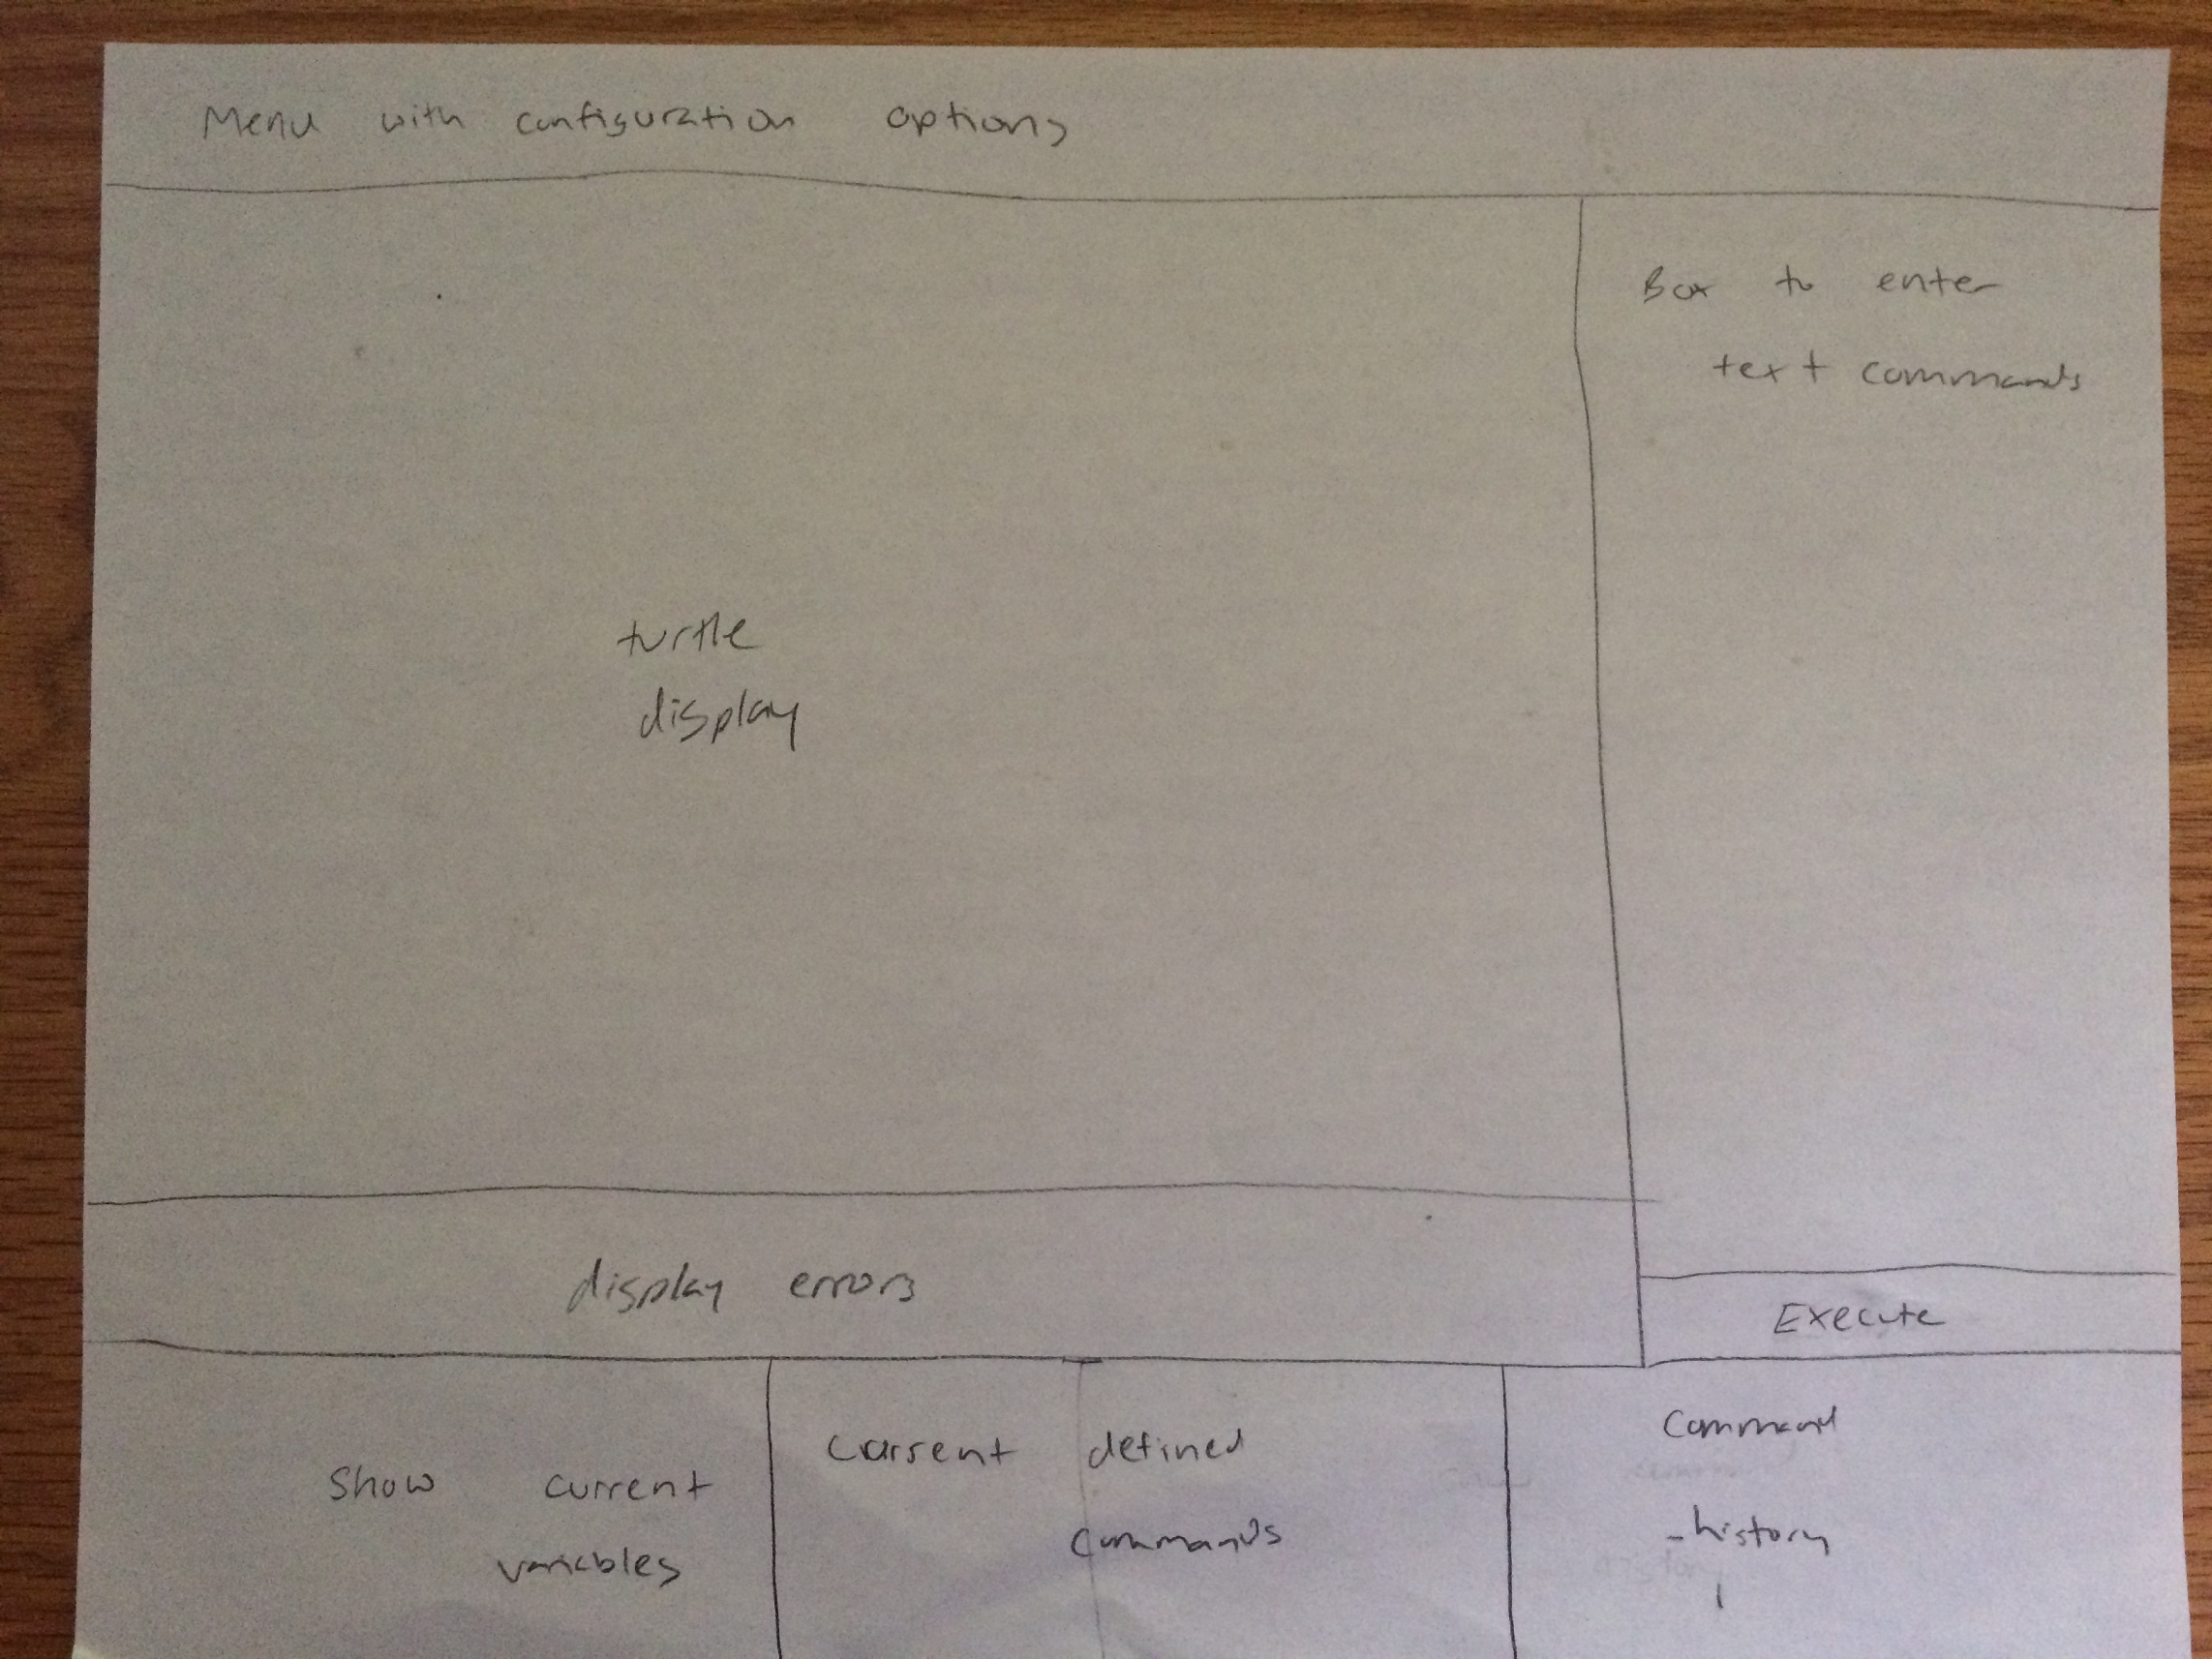 Menu with configuration options
Box to enter
text commands
turtle
display
display errors
Execute
Show current
variables
Current defined
commands
Command
history